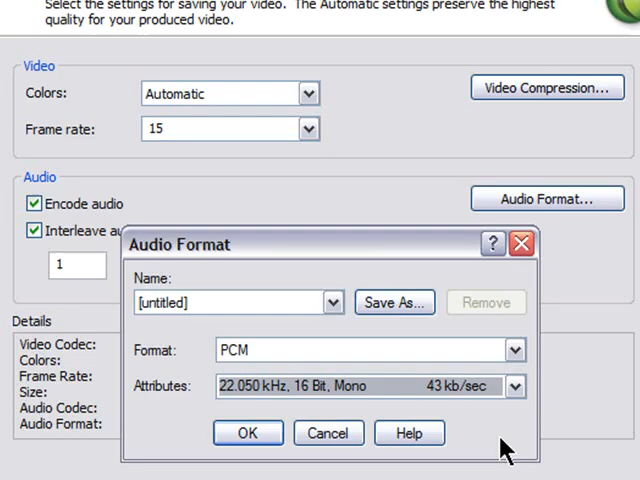 Select the settings for saving your video. The Automatic settings preserve the highest
quality for your produced video.
Video
Colors: Automatic Video Compression...
Frame rate: 15
Audio
Encode audio Audio Format...
Interleave au
1
Audio Format
Name:
[untitled] Save As... Remove
Format: PCM
Attributes: 22.050 kHz, 16 Bit, Mono 43 kb/sec
OK Cancel Help
Details
Video Codec:
Colors:
Frame Rate:
Size:
Audio Codec:
Audio Format: